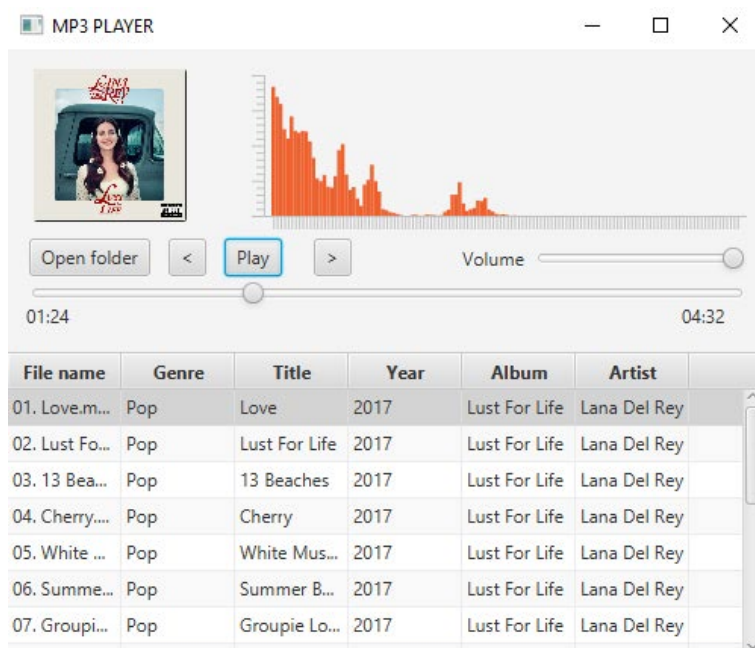 MP3 PLAYER
LANA
DEL REY
LUST
FOR
LIFE
Open folder < Play > Volume
01:24 04:32
File name Genre Title Year Album Artist
01. Love.m... Pop Love 2017 Lust For Life Lana Del Rey
02. Lust Fo... Pop Lust For Life 2017 Lust For Life Lana Del Rey
03. 13 Bea... Pop 13 Beaches 2017 Lust For Life Lana Del Rey
04. Cherry.... Pop Cherry 2017 Lust For Life Lana Del Rey
05. White ... Pop White Mus... 2017 Lust For Life Lana Del Rey
06. Summe... Pop Summer B... 2017 Lust For Life Lana Del Rey
07. Groupi... Pop Groupie Lo... 2017 Lust For Life Lana Del Rey